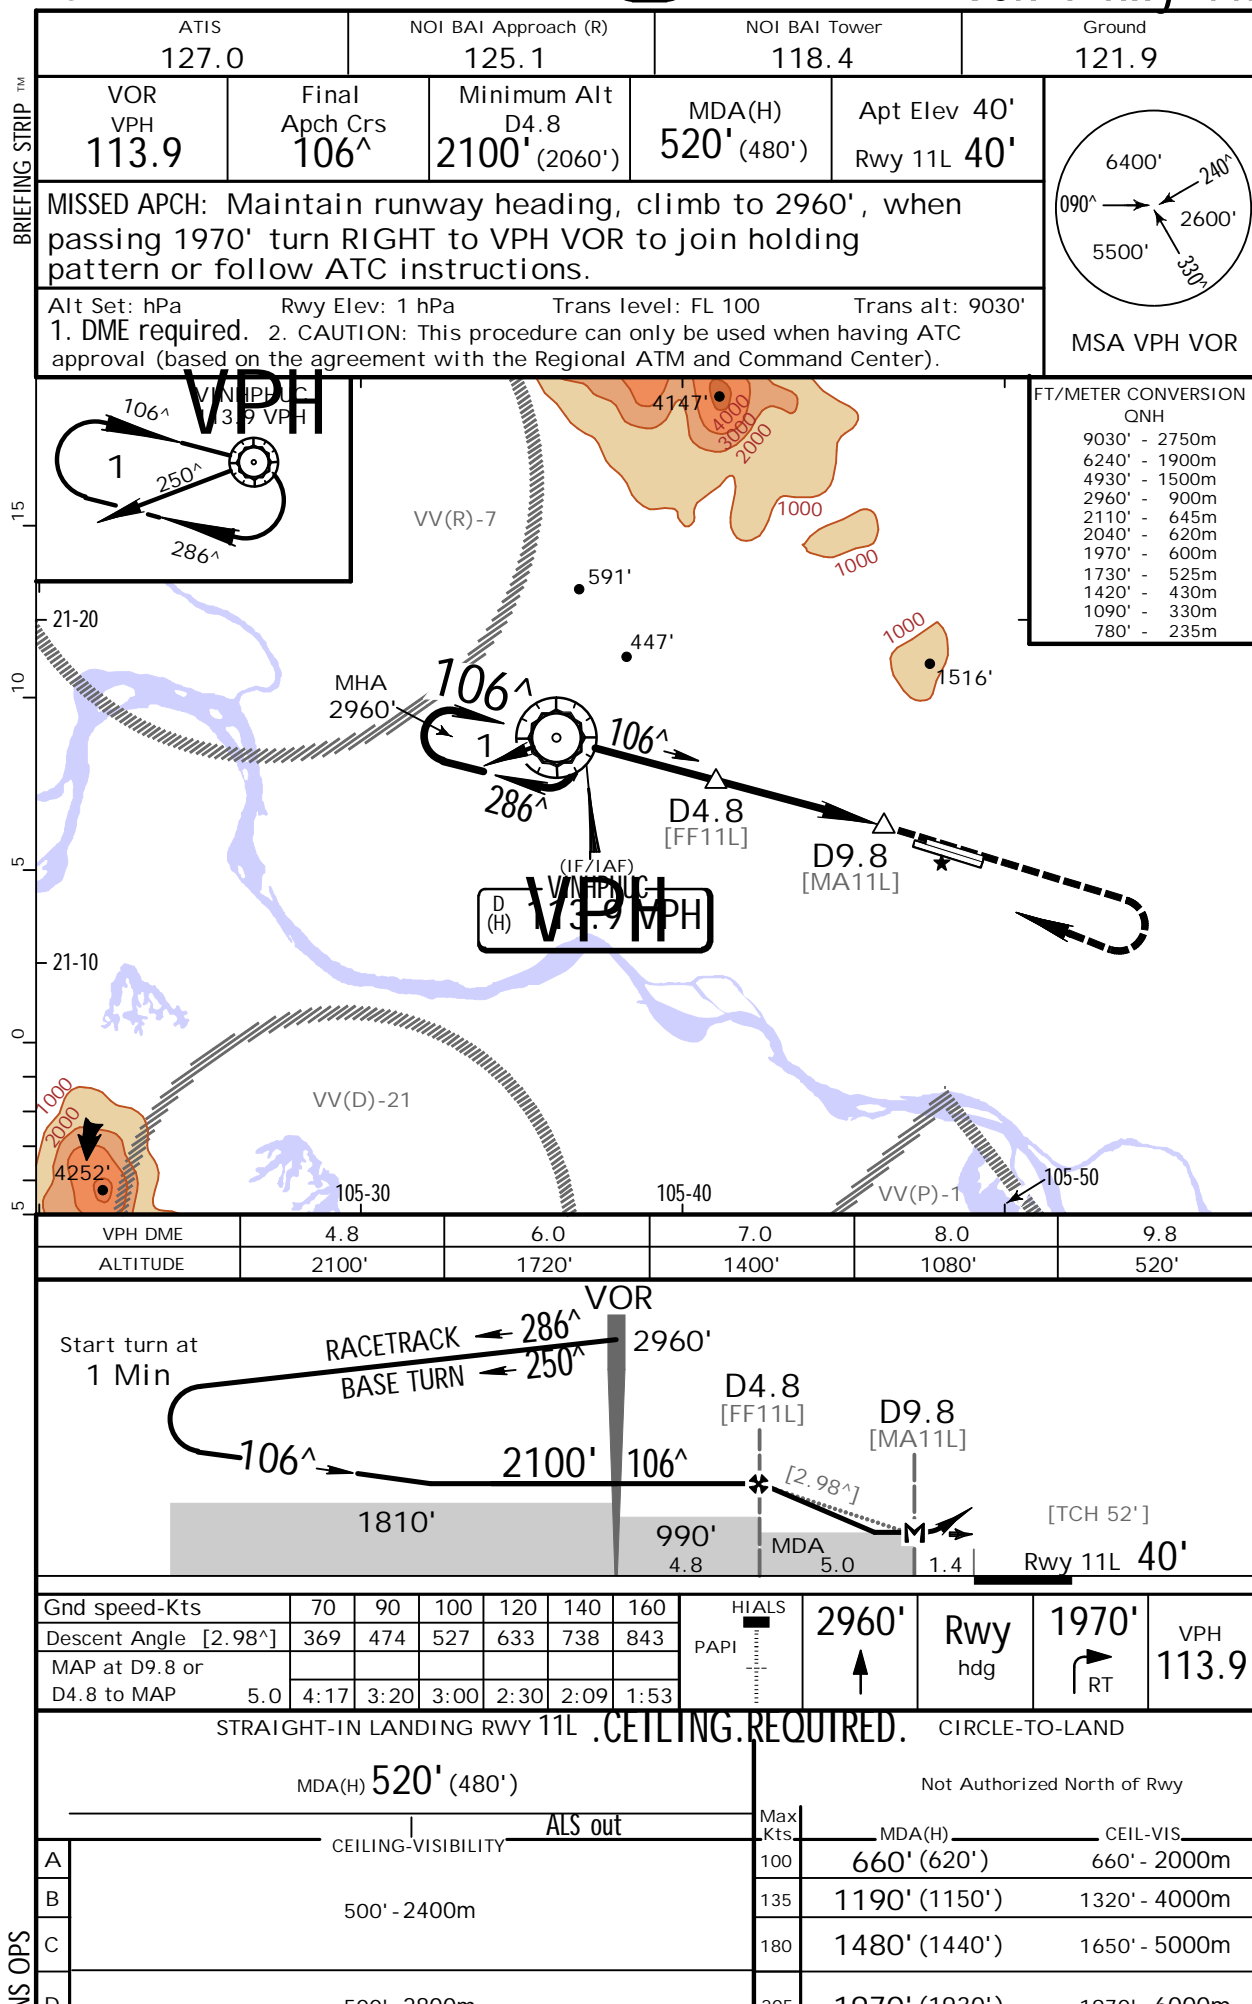 ATIS
127.0
NOI BAI Approach (R)
125.1
NOI BAI Tower
118.4
Ground
121.9
BRIEFING STRIP ™
VOR
VPH
113.9
Final
Apch Crs
106^
Minimum Alt
D4.8
2100' (2060')
MDA(H)
520' (480')
Apt Elev 40'
Rwy 11L 40'
MISSED APCH: Maintain runway heading, climb to 2960', when
passing 1970' turn RIGHT to VPH VOR to join holding
pattern or follow ATC instructions.
Alt Set: hPa Rwy Elev: 1 hPa Trans level: FL 100 Trans alt: 9030'
1. DME required. 2. CAUTION: This procedure can only be used when having ATC
approval (based on the agreement with the Regional ATM and Command Center).
6400'
240^
090^
2600'
5500'
330^
MSA VPH VOR
VPH
VINHPHUC
113.9 VPH
106^
1
250^
286^
4147'
4000
3000
2000
1000
1000
1000
FT/METER CONVERSION
QNH
9030' - 2750m
6240' - 1900m
4930' - 1500m
2960' - 900m
2110' - 645m
2040' - 620m
1970' - 600m
1730' - 525m
1420' - 430m
1090' - 330m
780' - 235m
VV(R)-7
591'
447'
1516'
15
10
5
0
5
21-20
21-10
MHA
2960'
106^
1
286^
106^
D4.8
[FF11L]
D9.8
[MA11L]
(IF/IAF)
VINHPHUC
D
(H)
113.9 VPH
VPH
VV(D)-21
1000
2000
4252'
105-30
105-40
VV(P)-1
105-50
VPH DME 4.8 6.0 7.0 8.0 9.8
ALTITUDE 2100' 1720' 1400' 1080' 520'
VOR
Start turn at
1 Min
RACETRACK 286^
BASE TURN 250^
2960'
D4.8
[FF11L]
D9.8
[MA11L]
106^
2100'
106^
[2.98^]
1810'
990'
4.8
MDA
5.0
M
1.4
[TCH 52']
Rwy 11L 40'
Gnd speed-Kts 70 90 100 120 140 160
Descent Angle [2.98^] 369 474 527 633 738 843
MAP at D9.8 or
D4.8 to MAP 5.0 4:17 3:20 3:00 2:30 2:09 1:53
HIALS
PAPI
2960'
Rwy
hdg
1970'
RT
VPH
113.9
STRAIGHT-IN LANDING RWY 11L .CEILING.REQUIRED. CIRCLE-TO-LAND
MDA(H) 520' (480')
ALS out
CEILING-VISIBILITY
Not Authorized North of Rwy
Max
Kts
MDA(H)
CEIL-VIS
A
100 660' (620') 660' - 2000m
B
500' - 2400m
135 1190' (1150') 1320' - 4000m
C
180 1480' (1440') 1650' - 5000m